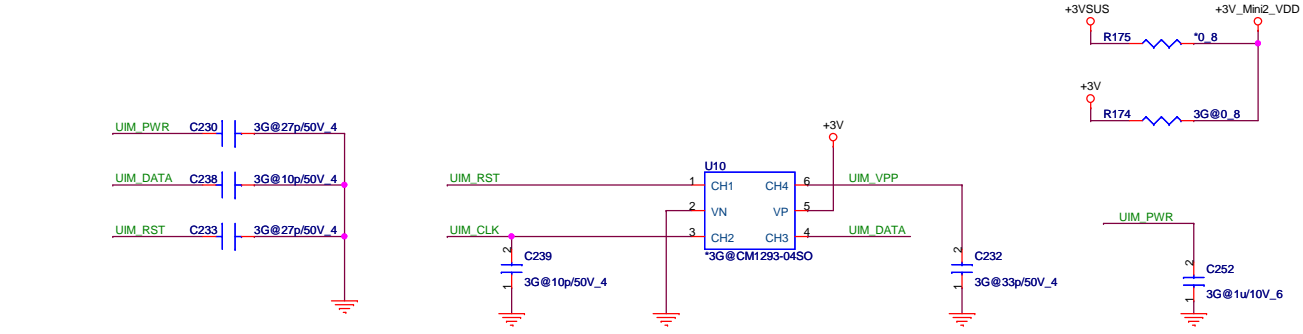 +3VSUS +3V_Mini2_VDD
R175 *0_8
+3V
R174 3G@0_8
UIM_PWR C230 3G@27p/50V_4
UIM_DATA C238 3G@10p/50V_4
UIM_RST C233 3G@27p/50V_4
+3V
U10
UIM_RST 1 CH1 CH4 6 UIM_VPP
2 VN VP 5
UIM_CLK 3 CH2 CH3 4 UIM_DATA
*3G@CM1293-04SO
2 C239
1 3G@10p/50V_4
2 C232
1 3G@33p/50V_4
UIM_PWR
2 C252
1 3G@1u/10V_6